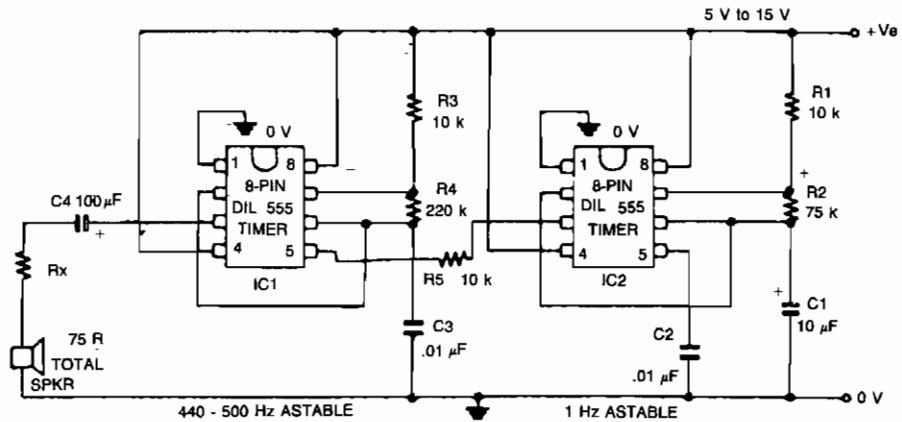 5 V to 15 V
+Ve
R3
10 k
R1
10 k
0 V
0 V
1
8
1
8
8-PIN
DIL 555
TIMER
8-PIN
DIL 555
TIMER
+
R4
220 k
R2
75 k
C4 100 µF
+
4
5
4
5
Rx
IC1
R5
10 k
IC2
+
C1
10 µF
C3
.01 µF
C2
.01 µF
75 R
TOTAL
SPKR
0 V
440 - 500 Hz ASTABLE
1 Hz ASTABLE